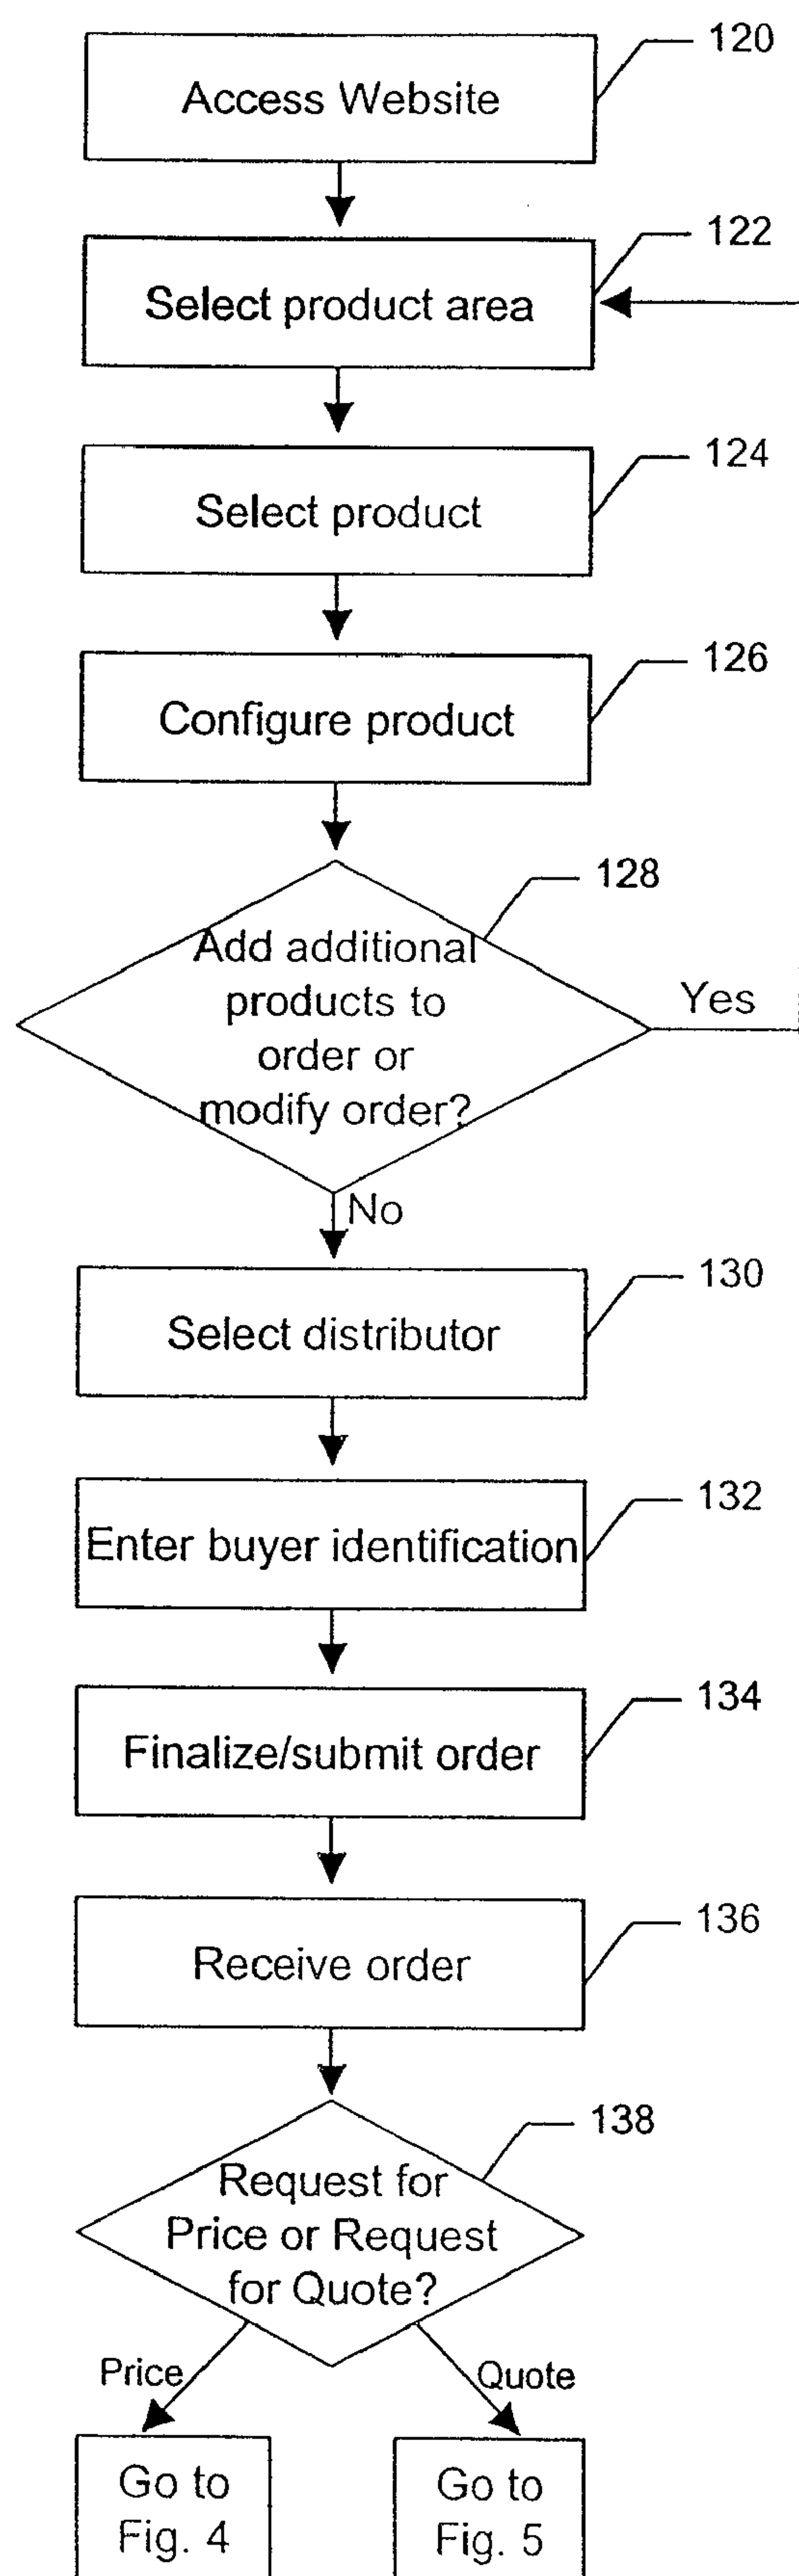 120
Access Website
122
Select product area
124
Select product
126
Configure product
128
Add additional
products to
order or
modify order?
Yes
No
130
Select distributor
132
Enter buyer identification
134
Finalize/submit order
136
Receive order
138
Request for
Price or Request
for Quote?
Price
Quote
Go to
Fig. 4
Go to
Fig. 5